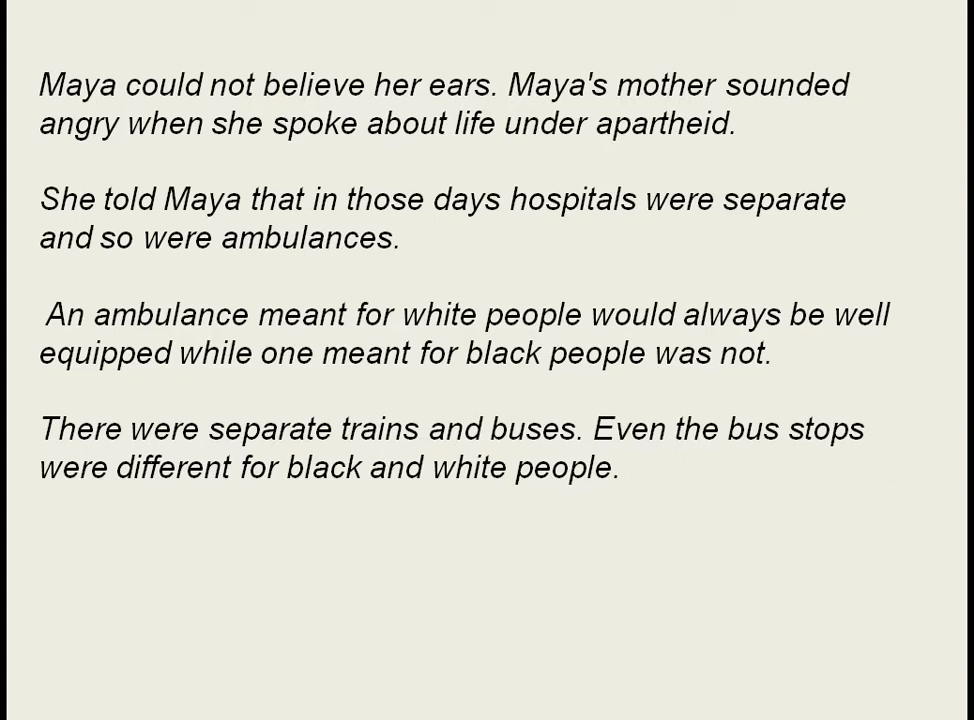 Maya could not believe her ears. Maya's mother sounded
angry when she spoke about life under apartheid.
She told Maya that in those days hospitals were separate
and so were ambulances.
An ambulance meant for white people would always be well
equipped while one meant for black people was not.
There were separate trains and buses. Even the bus stops
were different for black and white people.